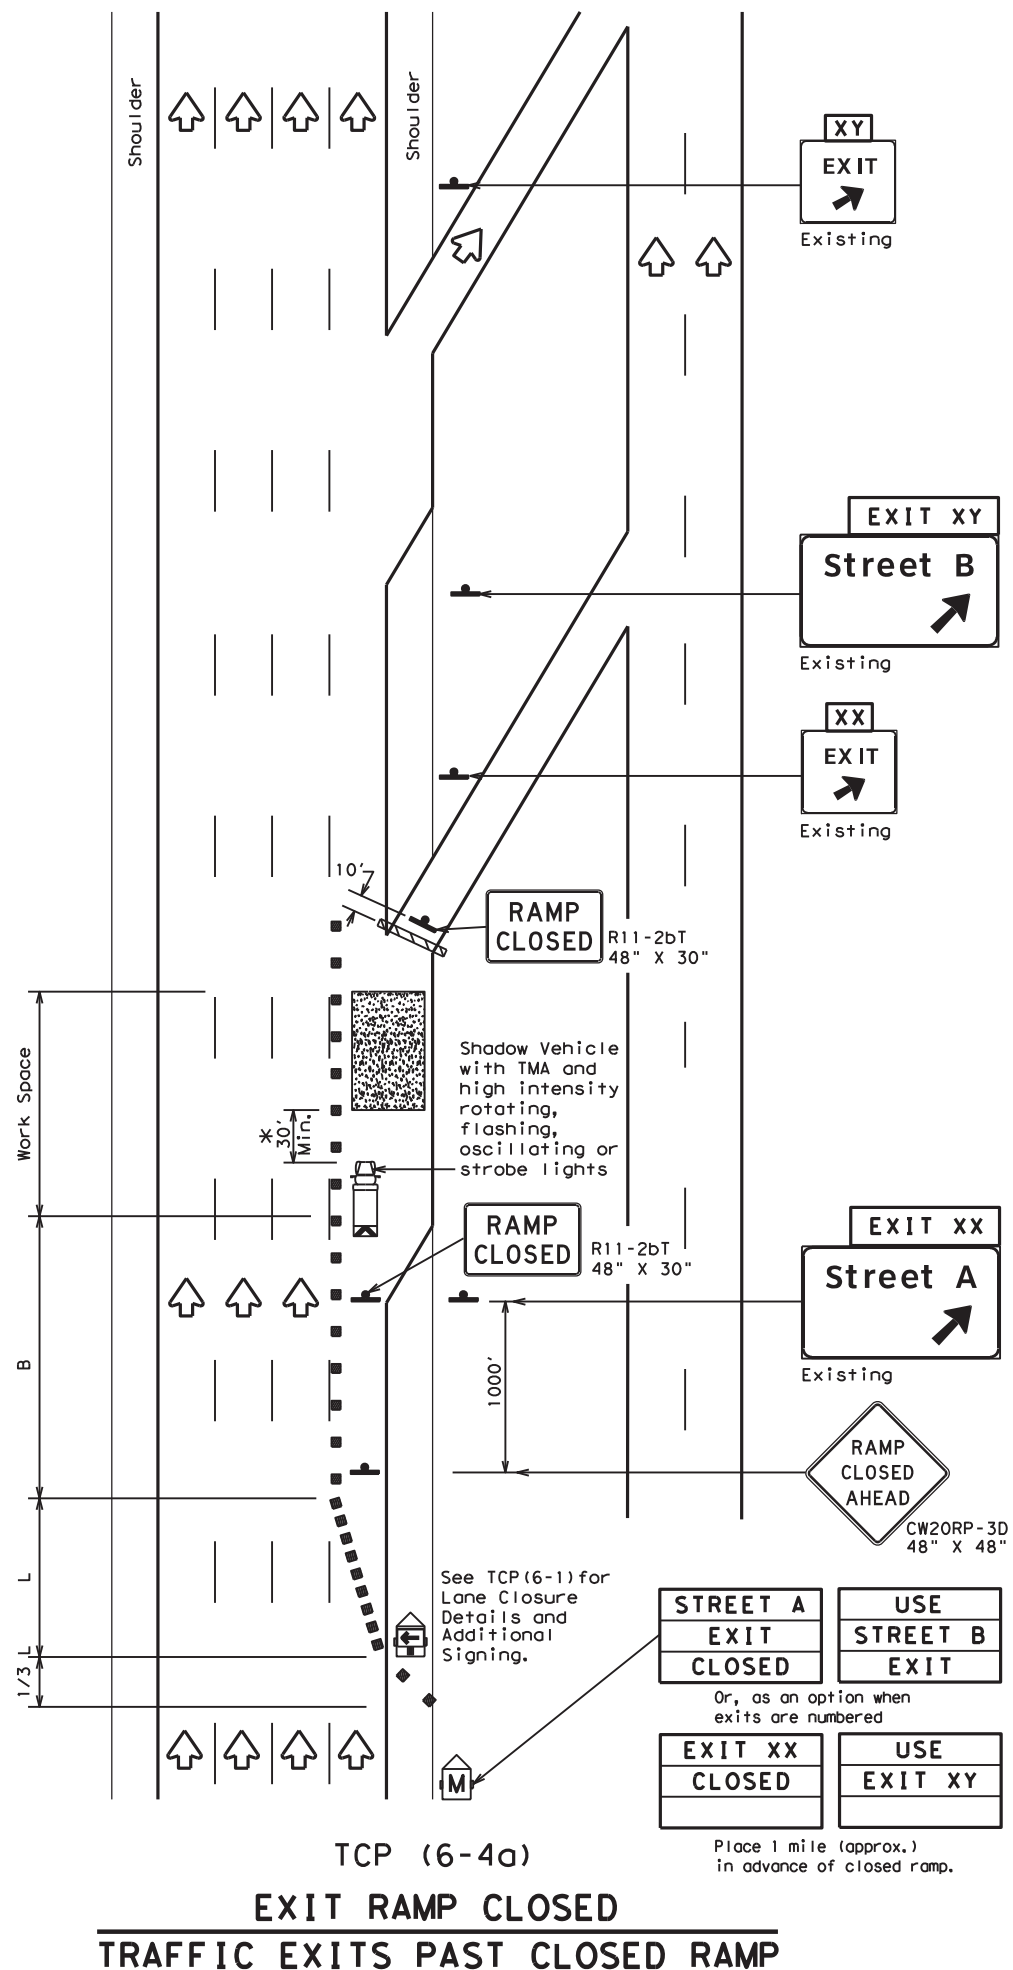 Shoulder
Shoulder
XY
EXIT
Existing
EXIT XY
Street B
Existing
XX
EXIT
Existing
10'
RAMP
CLOSED
R11-2bT
48" X 30"
Work Space
Shadow Vehicle
with TMA and
high intensity
rotating,
flashing,
oscillating or
strobe lights
*
30'
Min.
RAMP
CLOSED
R11-2bT
48" X 30"
EXIT XX
Street A
Existing
B
1000'
RAMP
CLOSED
AHEAD
CW20RP-3D
48" X 48"
L
See TCP(6-1)for
Lane Closure
Details and
Additional
Signing.
1/3 L
STREET A
EXIT
CLOSED
USE
STREET B
EXIT
Or, as an option when
exits are numbered
EXIT XX
CLOSED
USE
EXIT XY
M
Place 1 mile (approx.)
in advance of closed ramp.
TCP (6-4a)
EXIT RAMP CLOSED
TRAFFIC EXITS PAST CLOSED RAMP